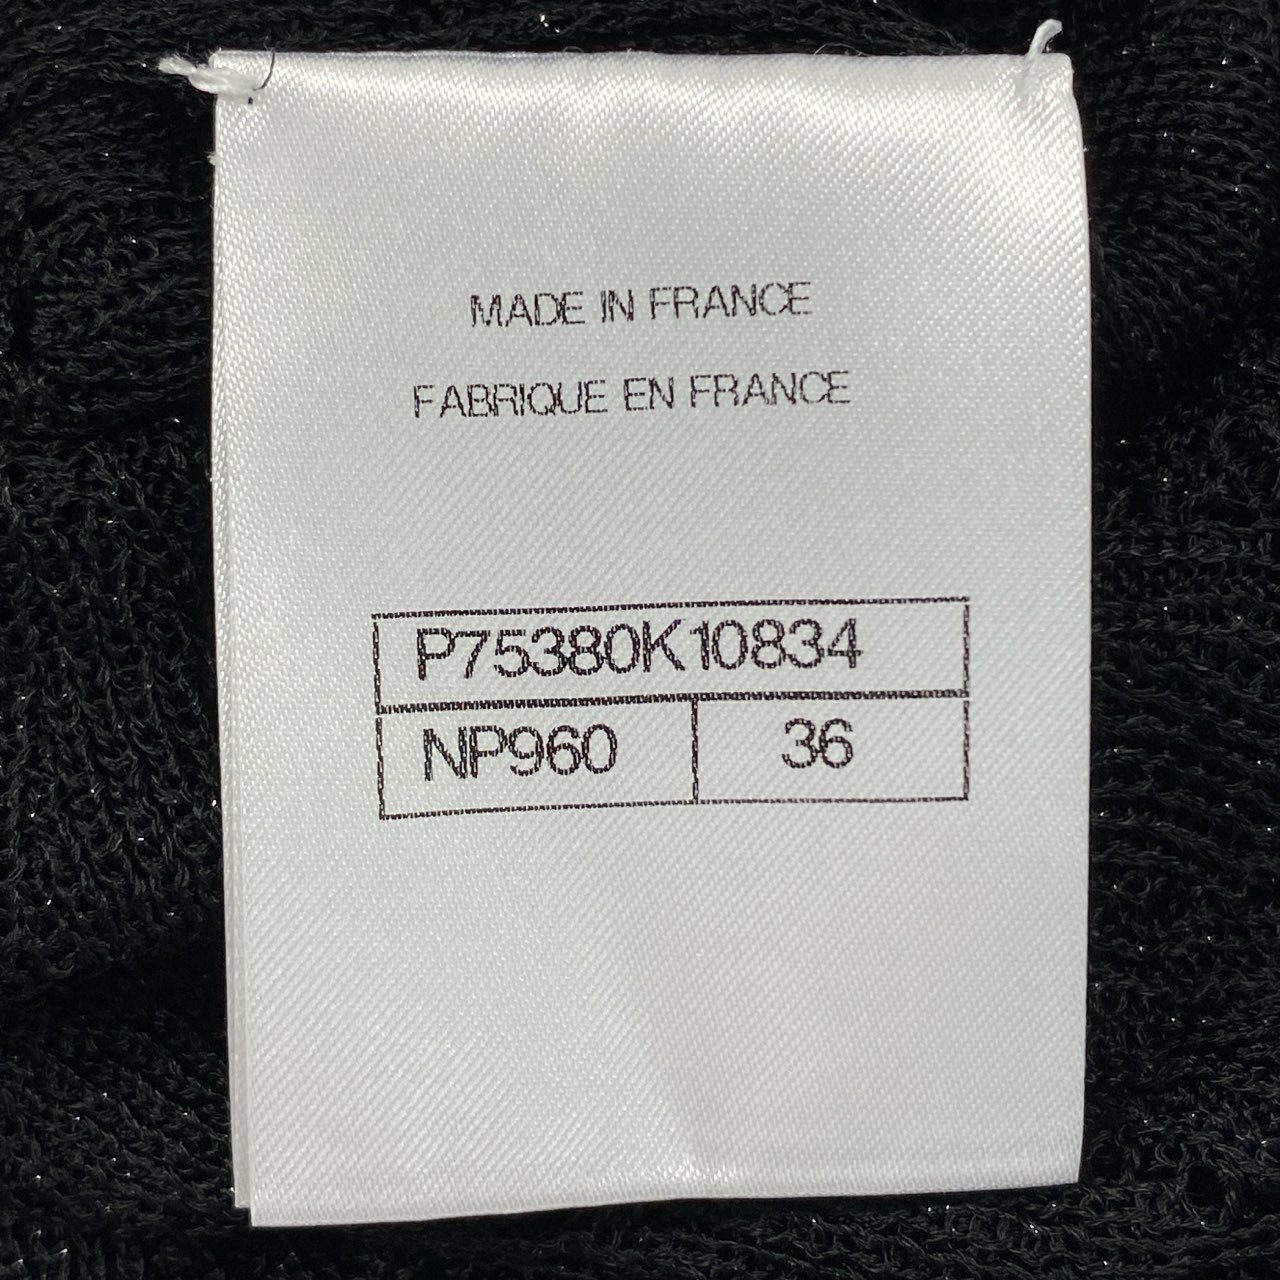 MADE IN FRANCE
FABRIQUE EN FRANCE
P75380K10834
NP960 36